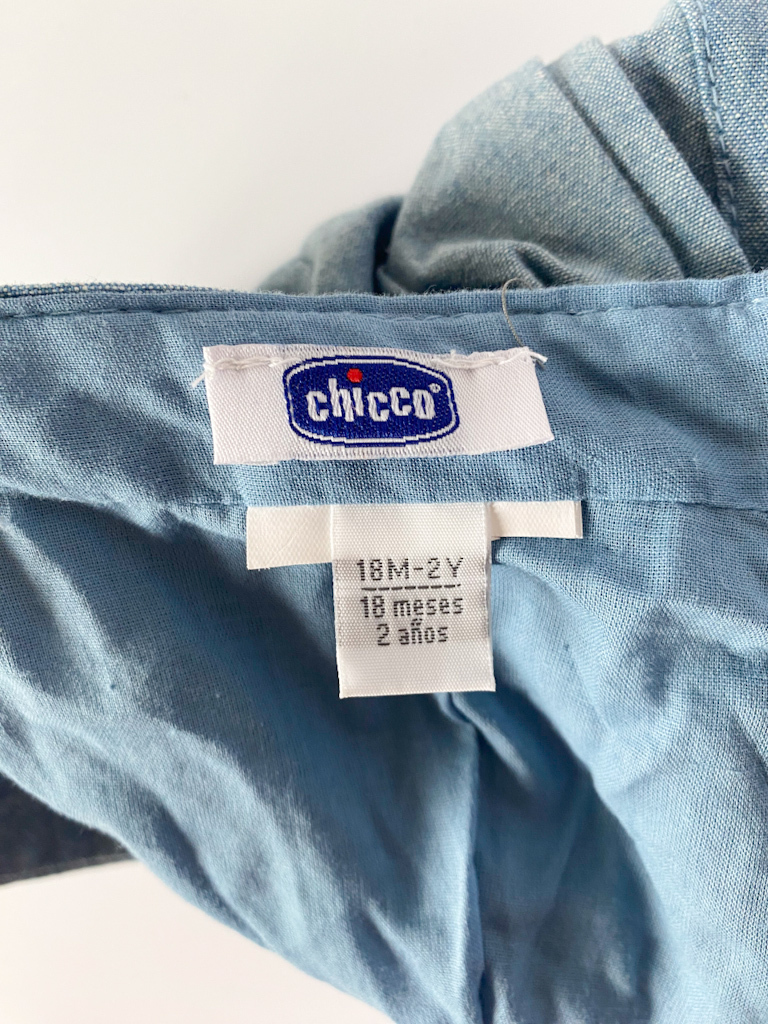 chicco®
18M-2Y
18 meses
2 años